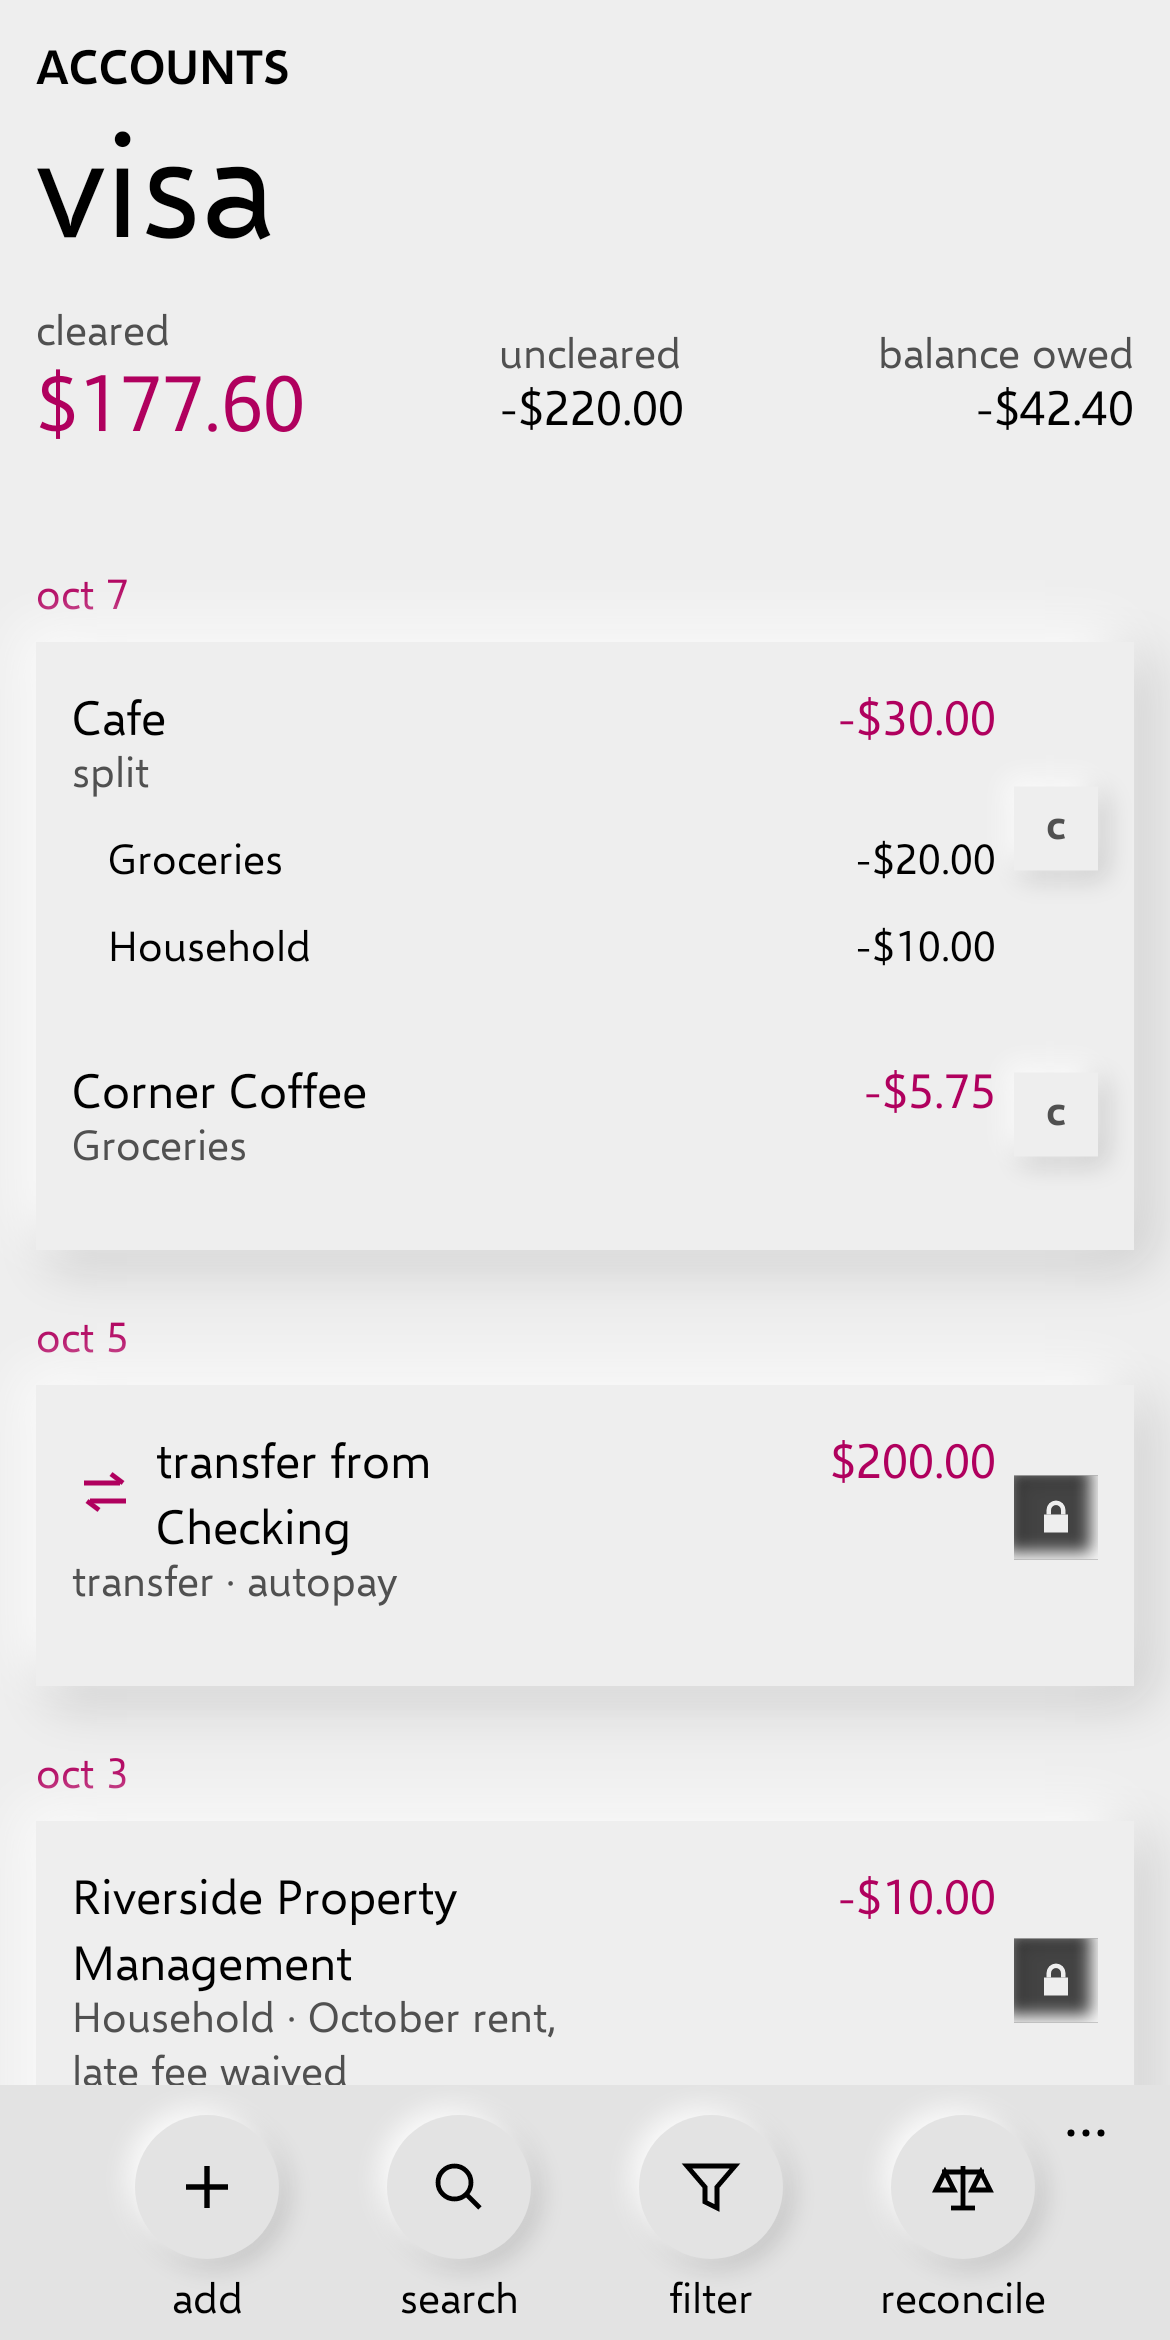 ACCOUNTS
visa
cleared
$177.60
uncleared
-$220.00
balance owed
-$42.40
oct 7
Cafe -$30.00
split
c
Groceries -$20.00
Household -$10.00
Corner Coffee -$5.75
c
Groceries
oct 5
transfer from $200.00
Checking
transfer · autopay
oct 3
Riverside Property -$10.00
Management
Household · October rent,
late fee waived
...
add search filter reconcile